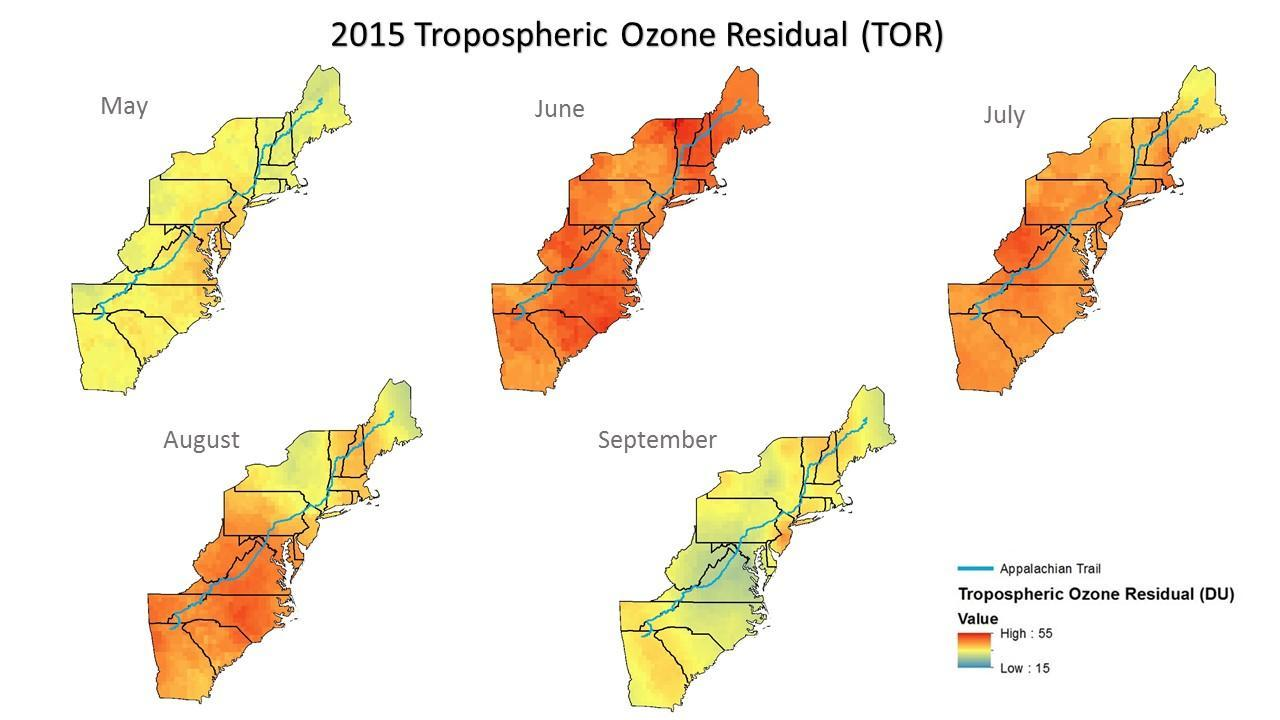 2015 Tropospheric Ozone Residual (TOR)
May
June
July
August
September
Appalachian Trail
Tropospheric Ozone Residual (DU)
Value
High : 55
Low : 15